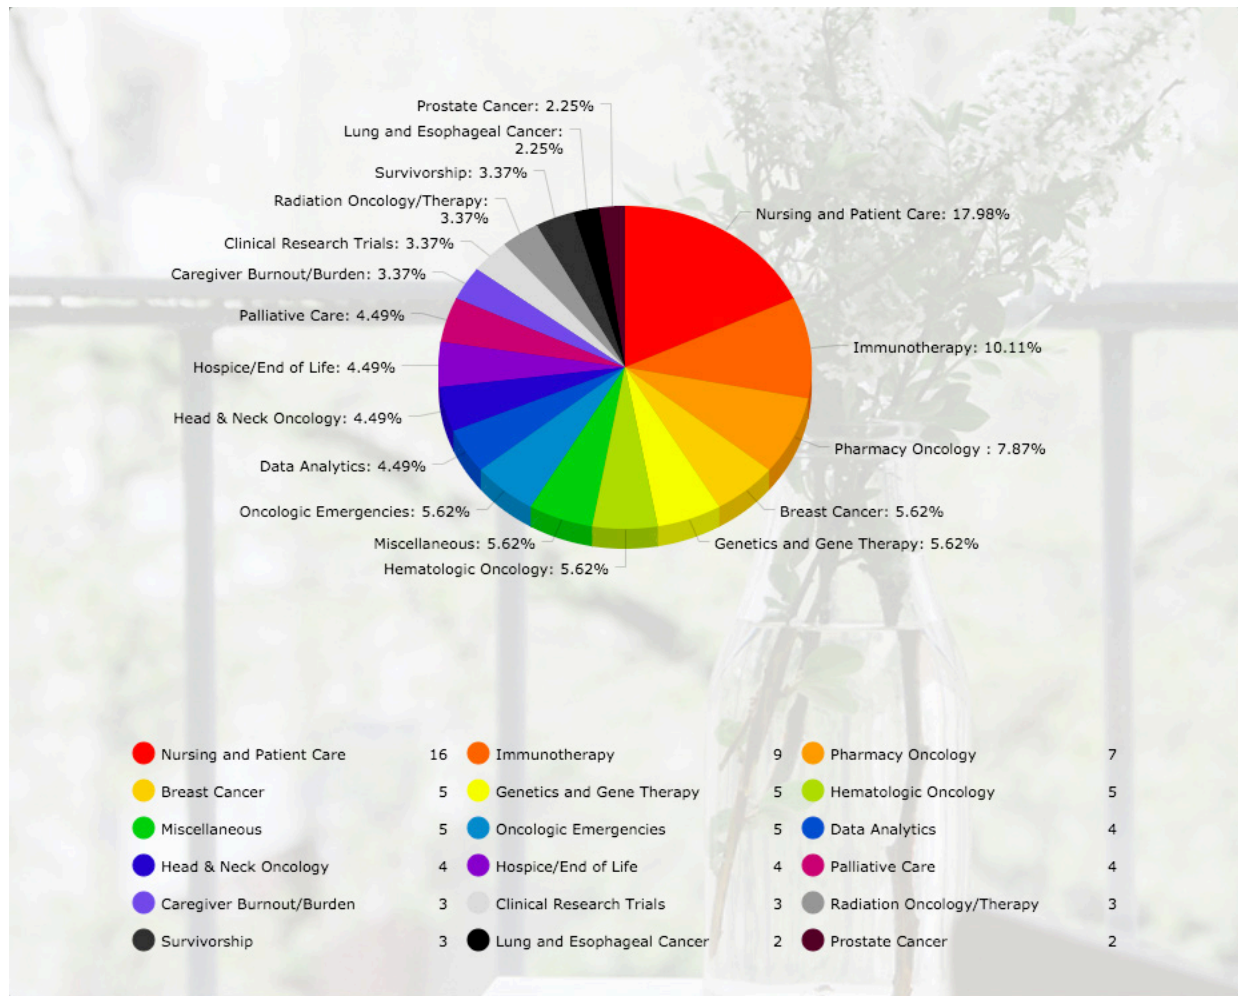 Prostate Cancer: 2.25%
Lung and Esophageal Cancer:
2.25%
Survivorship: 3.37%
Radiation Oncology/Therapy:
3.37%
Nursing and Patient Care: 17.98%
Clinical Research Trials: 3.37%
Caregiver Burnout/Burden: 3.37%
Palliative Care: 4.49%
Immunotherapy: 10.11%
Hospice/End of Life: 4.49%
Head & Neck Oncology: 4.49%
Pharmacy Oncology : 7.87%
Data Analytics: 4.49%
Oncologic Emergencies: 5.62%
Breast Cancer: 5.62%
Miscellaneous: 5.62%
Genetics and Gene Therapy: 5.62%
Hematologic Oncology: 5.62%
Nursing and Patient Care 16 Immunotherapy 9 Pharmacy Oncology 7
Breast Cancer 5 Genetics and Gene Therapy 5 Hematologic Oncology 5
Miscellaneous 5 Oncologic Emergencies 5 Data Analytics 4
Head & Neck Oncology 4 Hospice/End of Life 4 Palliative Care 4
Caregiver Burnout/Burden 3 Clinical Research Trials 3 Radiation Oncology/Therapy 3
Survivorship 3 Lung and Esophageal Cancer 2 Prostate Cancer 2